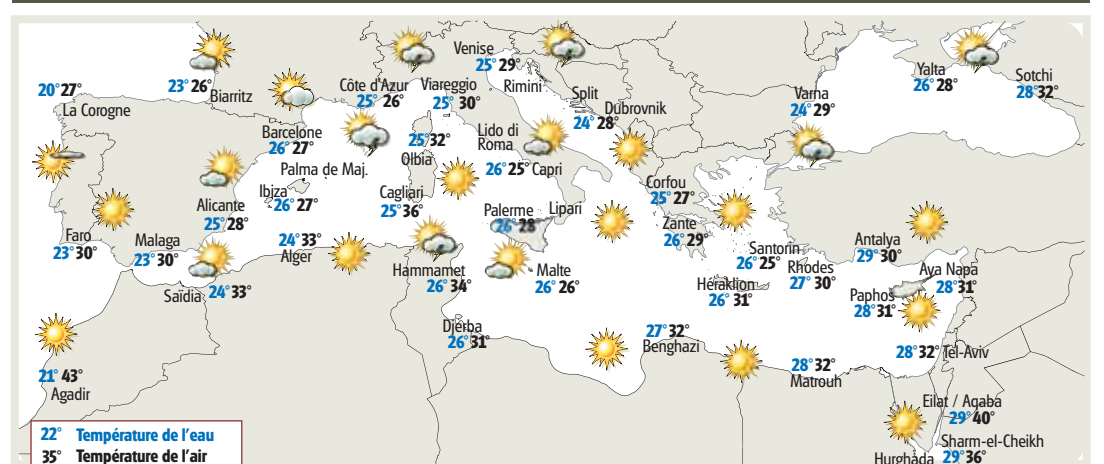 Venise
25° 29°
Rimini
Yalta
26° 28°
Sotchi
28° 32°
20° 27°
La Corogne
23° 26°
Biarritz
Côte d'Azur
25° 26°
Viareggio
25° 30°
Split
24° 28°
Dubrovnik
Varna
24° 29°
Barcelone
26° 27°
25° 32°
Olbia
Lido di
Roma
26° 25°
Capri
Palma de Maj.
Ibiza
26° 27°
Cagliari
25° 36°
Corfou
25° 27°
Alicante
25° 28°
Palerme
26° 28
Lipari
Zante
26° 29°
Faro
23° 30°
Malaga
23° 30°
24° 33°
Alger
Santorin
26° 25°
Antalya
29° 30°
Hammamet
26° 34°
Malte
26° 26°
Héraklion
26° 31°
Rhodes
27° 30°
Aya Napa
28° 31°
Paphos
28° 31°
Saïdia
24° 33°
Djerba
26° 31°
27° 32°
Benghazi
28° 32°
Matrouh
28° 32°
Tel-Aviv
21° 43°
Agadir
Eilat / Aqaba
29° 40°
Sharm-el-Cheikh
29° 36°
Hurghada
22° Température de l'eau
35° Température de l'air